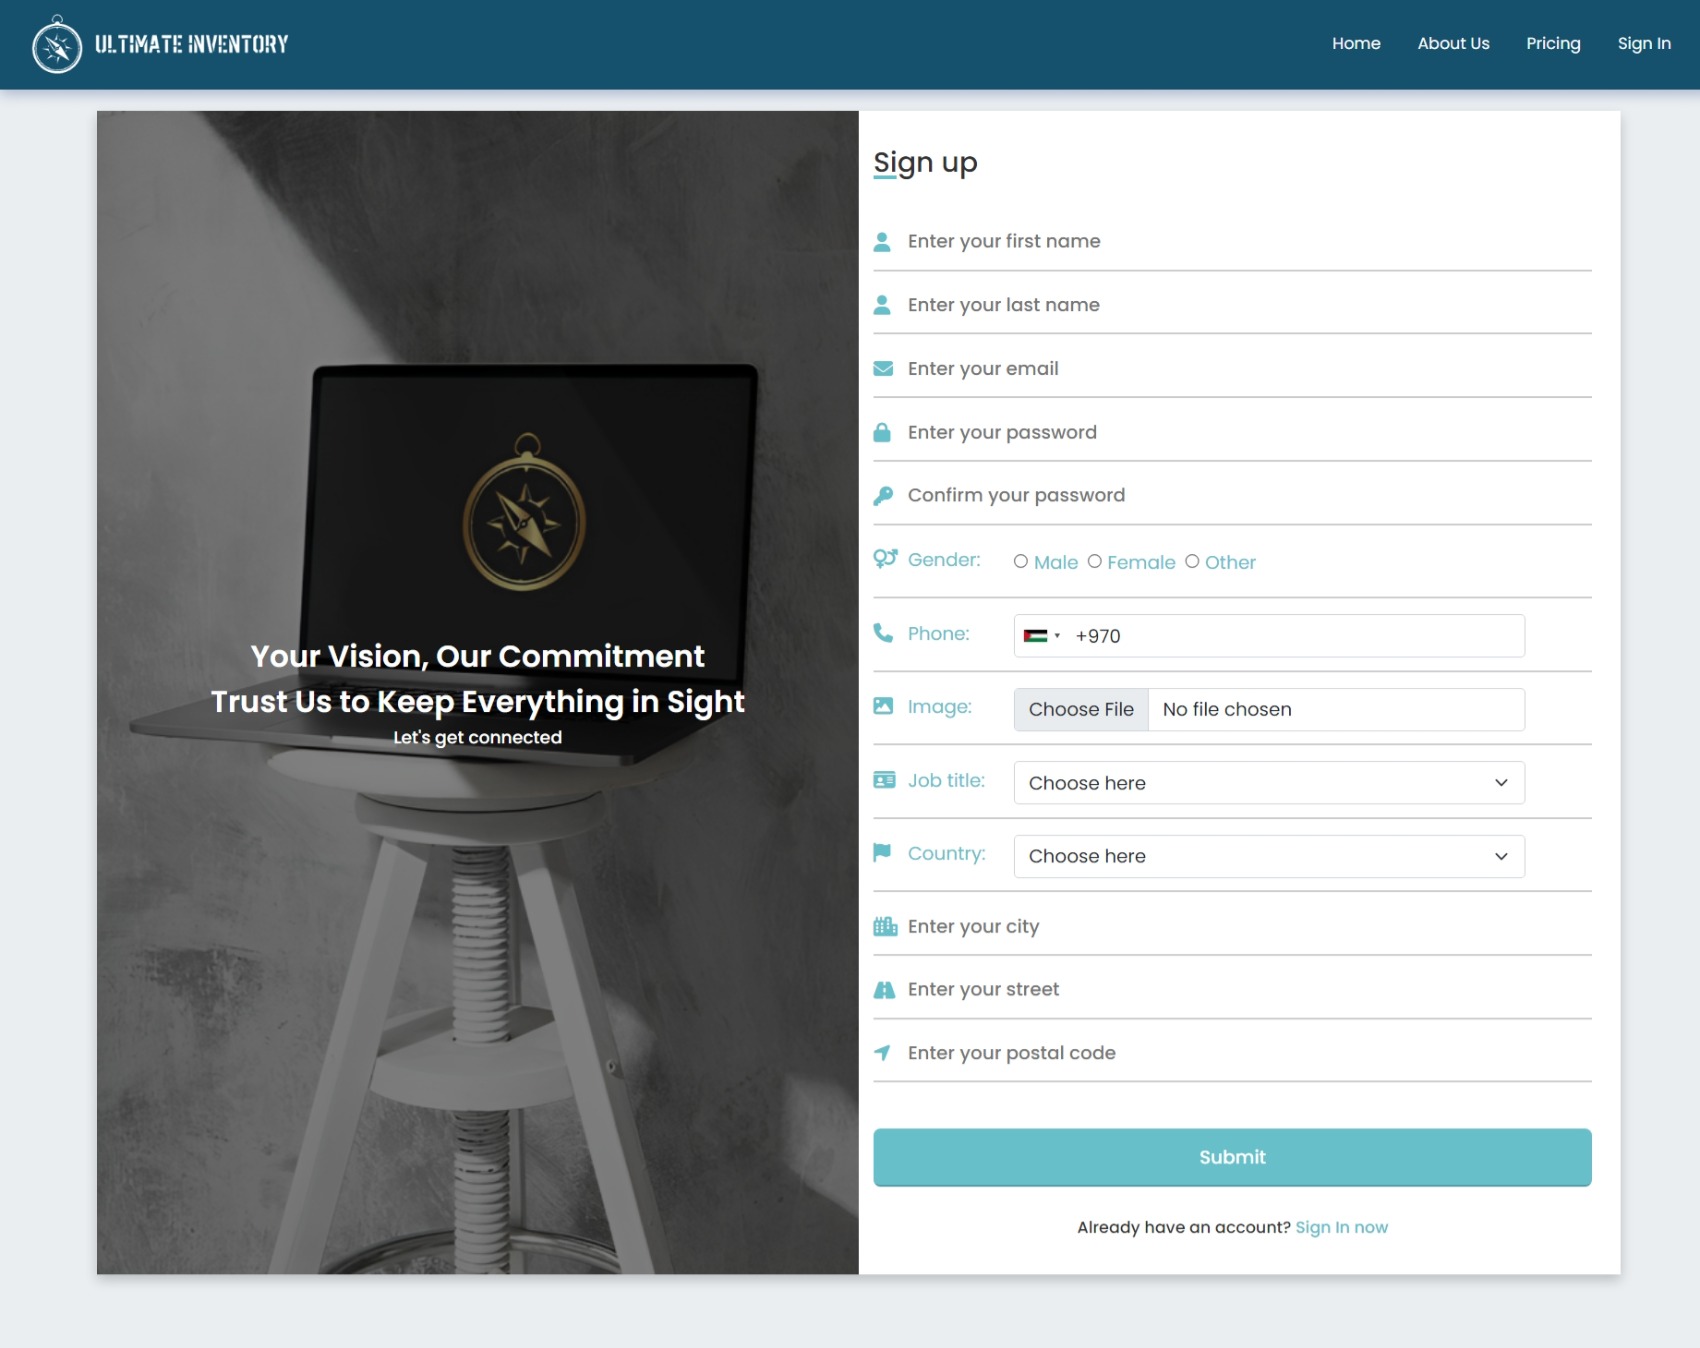 ULTIMATE INVENTORY
Home About Us Pricing Sign In
Your Vision, Our Commitment
Trust Us to Keep Everything in Sight
Let's get connected
Sign up
Enter your first name
Enter your last name
Enter your email
Enter your password
Confirm your password
Gender: Male Female Other
Phone: +970
Image: Choose File No file chosen
Job title: Choose here
Country: Choose here
Enter your city
Enter your street
Enter your postal code
Submit
Already have an account? Sign In now